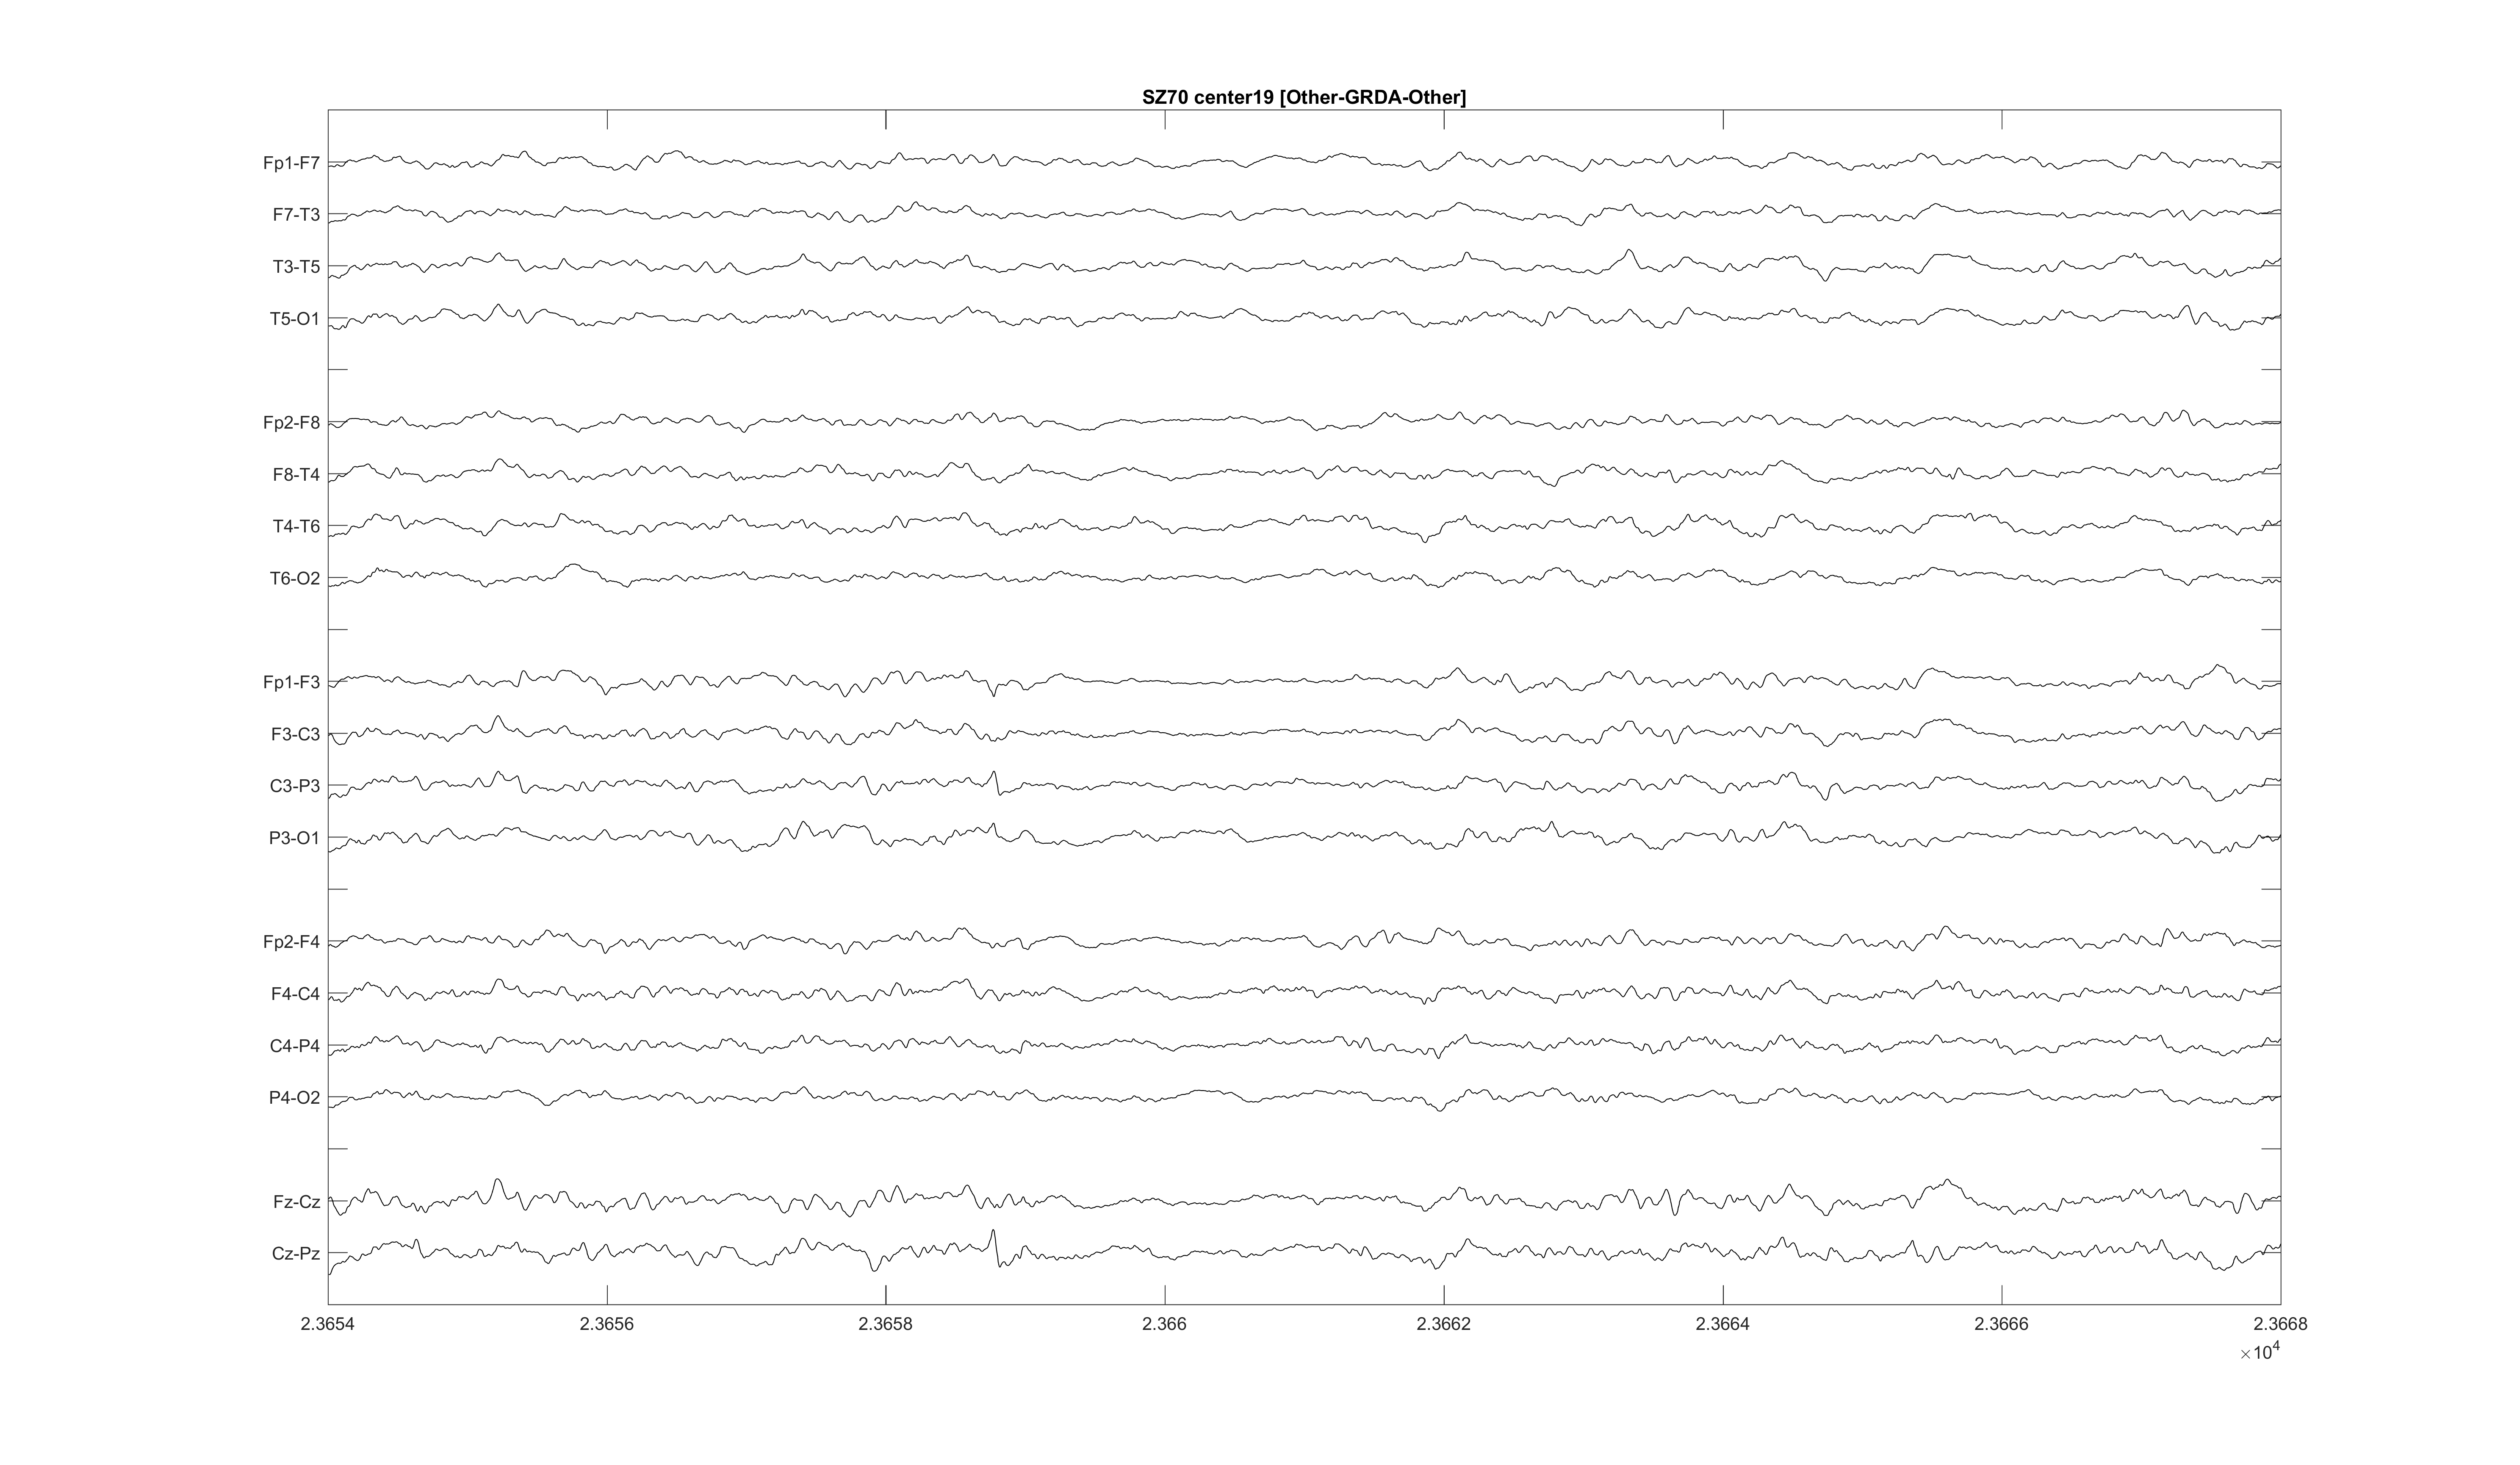 SZ70 center19 [Other-GRDA-Other]
Fp1-F7
F7-T3
T3-T5
T5-O1
Fp2-F8
F8-T4
T4-T6
T6-O2
Fp1-F3
F3-C3
C3-P3
P3-O1
Fp2-F4
F4-C4
C4-P4
P4-O2
Fz-Cz
Cz-Pz
2.3654 2.3656 2.3658 2.366 2.3662 2.3664 2.3666 2.3668
×10⁴